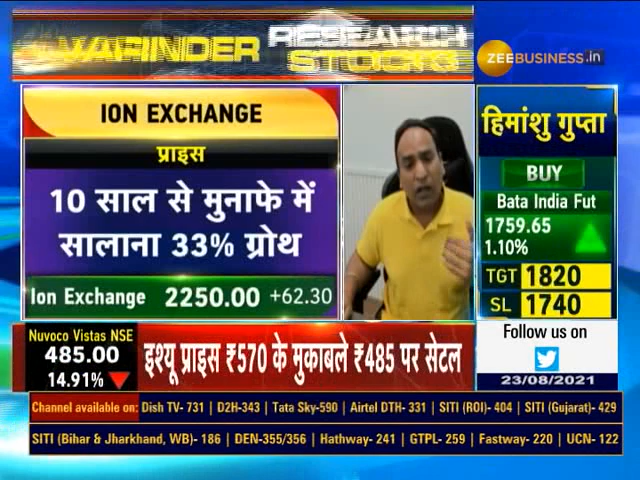 VARINDER RESEARCH
STOCKS
ZEEBUSINESS.in
ION EXCHANGE
प्राइस
10 साल से मुनाफे में
सालाना 33% ग्रोथ
Ion Exchange 2250.00 +62.30
हिमांशु गुप्ता
BUY
Bata India Fut
1759.65
1.10%
TGT 1820
SL 1740
Nuvoco Vistas NSE
485.00
14.91%
इश्यू प्राइस ₹570 के मुकाबले ₹485 पर सेटल
Follow us on
23/08/2021
Channel available on: Dish TV- 731 | D2H-343 | Tata Sky-590 | Airtel DTH- 331 | SITI (ROI)- 404 | SITI (Gujarat)- 429
SITI (Bihar & Jharkhand, WB)- 186 | DEN-355/356 | Hathway- 241 | GTPL- 259 | Fastway- 220 | UCN- 122